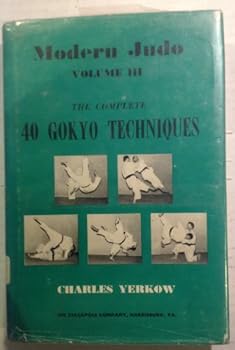 Modern Judo
VOLUME III
THE COMPLETE
40 GOKYO TECHNIQUES
CHARLES YERKOW
THE STACKPOLE COMPANY, HARRISBURG, PA.